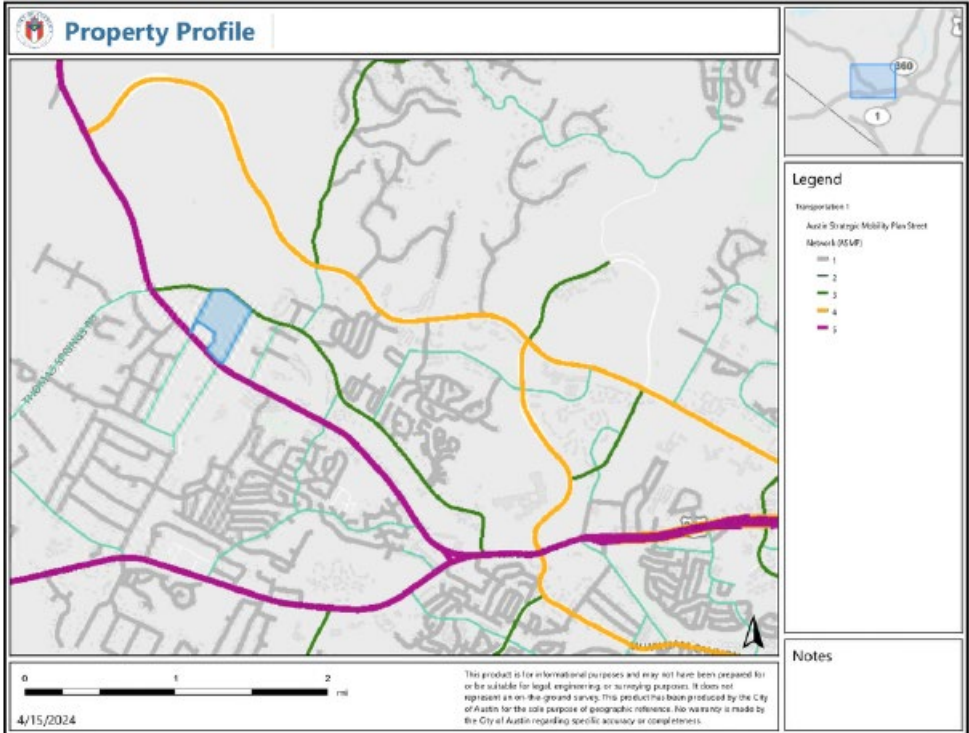 Property Profile
360
1
THOMAS SPRINGS RD
Legend
Transportation 1
Austin Strategic Mobility Plan Street
Network (ASMP)
1
2
3
4
5
Notes
0 1 2
mi
4/15/2024
This product is for informational purposes and may not have been prepared for
or be suitable for legal, engineering, or surveying purposes. It does not
represent an on-the-ground survey. This product has been produced by the City
of Austin for the sole purpose of geographic reference. No warranty is made by
the City of Austin regarding specific accuracy or completeness.